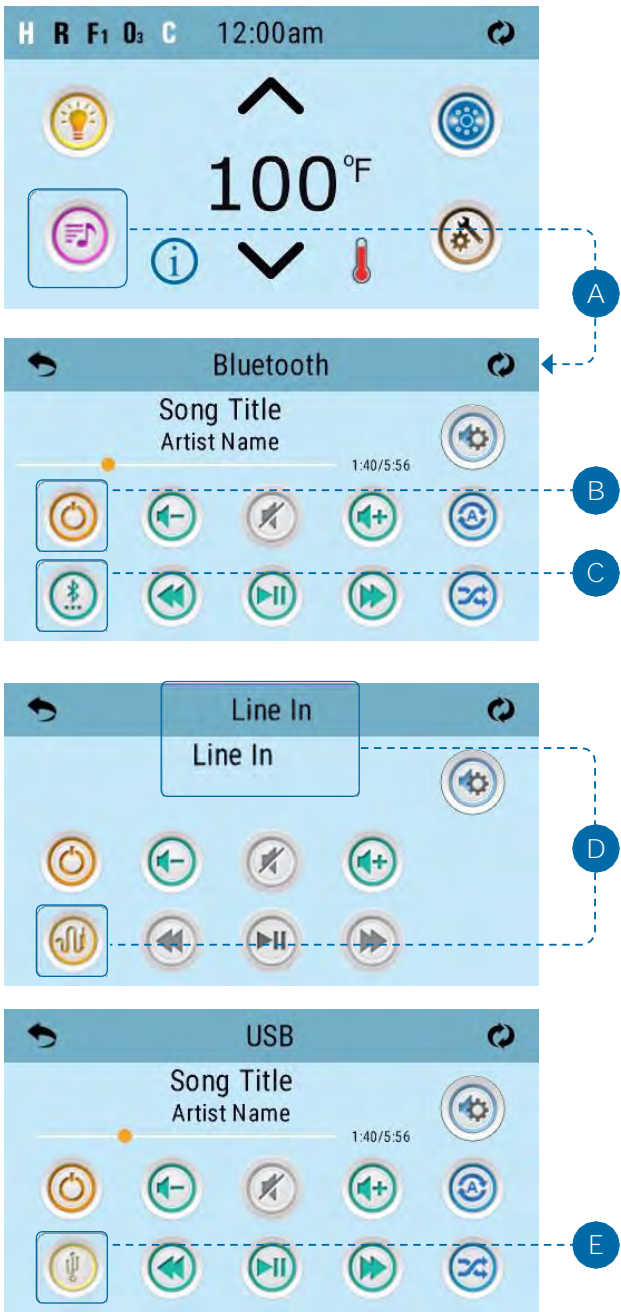 H R F1 O3 C 12:00am
100°F
i
A
Bluetooth
Song Title
Artist Name
1:40/5:56
B
A
C
Line In
Line In
D
USB
Song Title
Artist Name
1:40/5:56
A
E